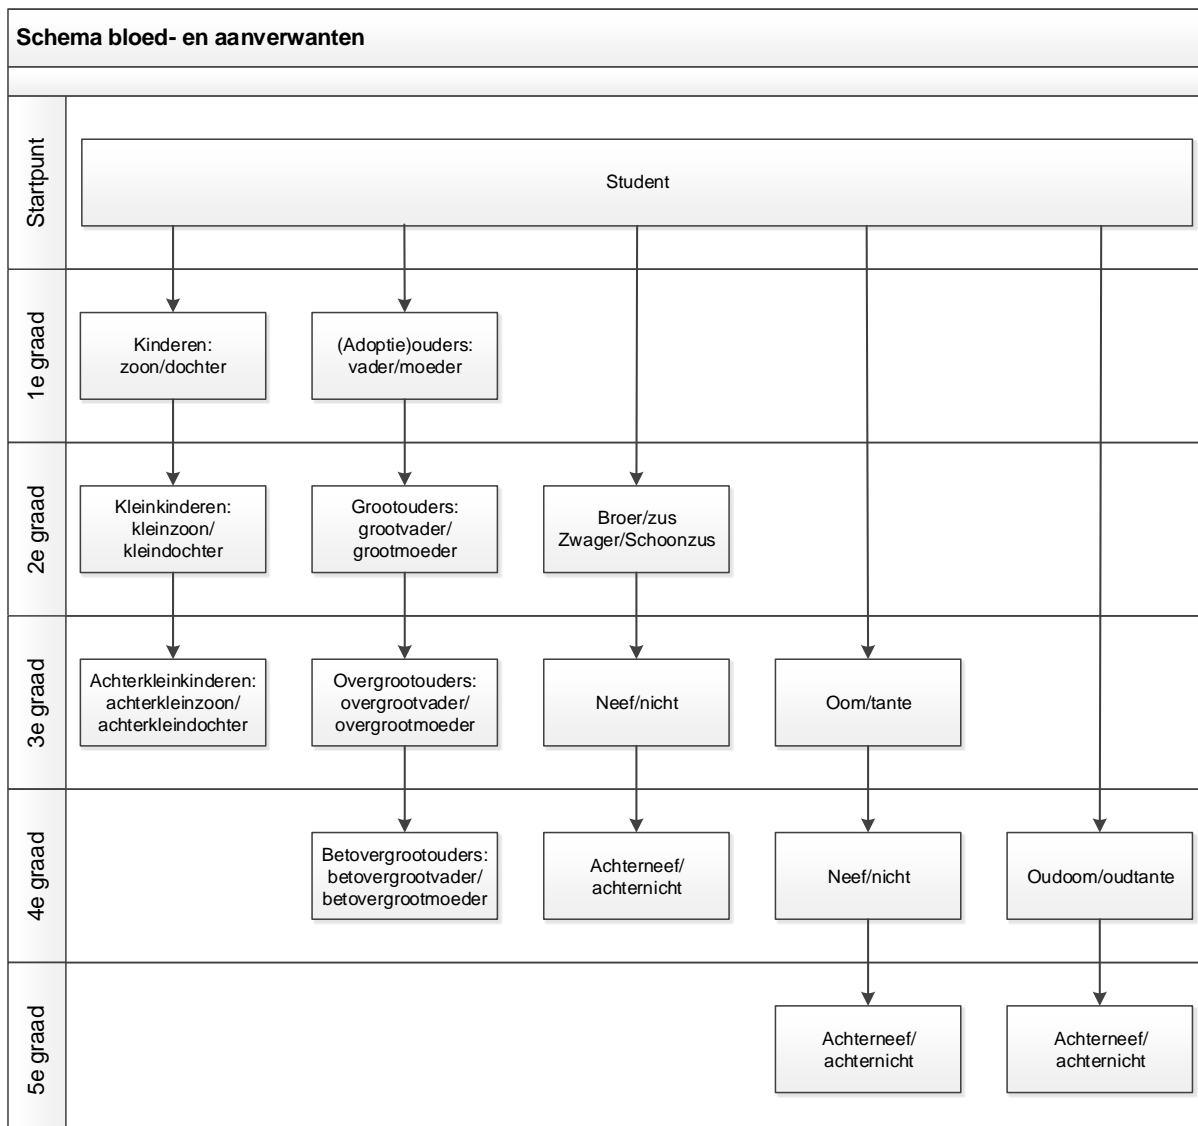 Schema bloed- en aanverwanten
Startpunt
Student
1e graad
Kinderen:
zoon/dochter
(Adoptie)ouders:
vader/moeder
2e graad
Kleinkinderen:
kleinzoon/
kleindochter
Grootouders:
grootvader/
grootmoeder
Broer/zus
Zwager/Schoonzus
3e graad
Achterkleinkinderen:
achterkleinzoon/
achterkleindochter
Overgrootouders:
overgrootvader/
overgrootmoeder
Neef/nicht
Oom/tante
4e graad
Betovergrootouders:
betovergrootvader/
betovergrootmoeder
Achterneef/
achternicht
Neef/nicht
Oudoom/oudtante
5e graad
Achterneef/
achternicht
Achterneef/
achternicht